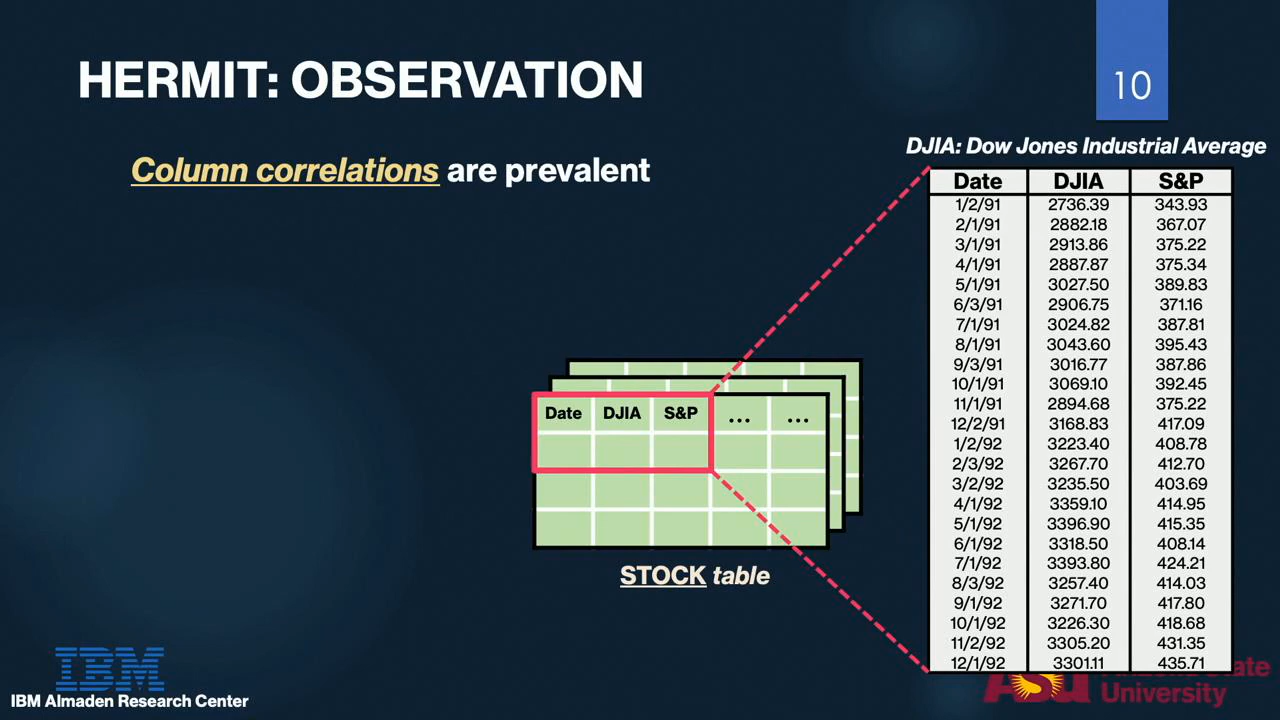 HERMIT: OBSERVATION
10
Column correlations are prevalent
DJIA: Dow Jones Industrial Average
Date DJIA S&P
1/2/91 2736.39 343.93
2/1/91 2882.18 367.07
3/1/91 2913.86 375.22
4/1/91 2887.87 375.34
5/1/91 3027.50 389.83
6/3/91 2906.75 371.16
7/1/91 3024.82 387.81
8/1/91 3043.60 395.43
9/3/91 3016.77 387.86
10/1/91 3069.10 392.45
11/1/91 2894.68 375.22
12/2/91 3168.83 417.09
1/2/92 3223.40 408.78
2/3/92 3267.70 412.70
3/2/92 3235.50 403.69
4/1/92 3359.10 414.95
5/1/92 3396.90 415.35
6/1/92 3318.50 408.14
7/1/92 3393.80 424.21
8/3/92 3257.40 414.03
9/1/92 3271.70 417.80
10/1/92 3226.30 418.68
11/2/92 3305.20 431.35
12/1/92 3301.11 435.71
Date DJIA S&P ... ...
STOCK table
IBM
IBM Almaden Research Center
ASU
State
University